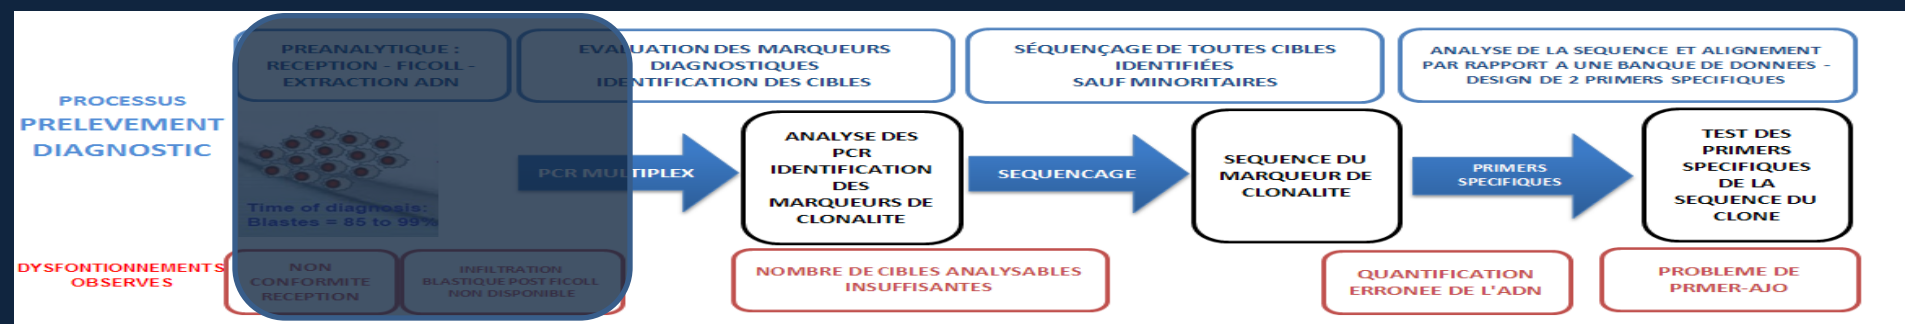 PREANALYTIQUE :
RECEPTION - FICOLL -
EXTRACTION ADN
EVALUATION DES MARQUEURS
DIAGNOSTIQUES
IDENTIFICATION DES CIBLES
SÉQUENÇAGE DE TOUTES CIBLES
IDENTIFIÉES
SAUF MINORITAIRES
ANALYSE DE LA SEQUENCE ET ALIGNEMENT
PAR RAPPORT A UNE BANQUE DE DONNEES -
DESIGN DE 2 PRIMERS SPECIFIQUES
PROCESSUS
PRELEVEMENT
DIAGNOSTIC
Time of diagnosis:
Blastes = 85 to 99%
PCR MULTIPLEX
ANALYSE DES
PCR
IDENTIFICATION
DES
MARQUEURS DE
CLONALITE
SEQUENCAGE
SEQUENCE DU
MARQUEUR DE
CLONALITE
PRIMERS
SPECIFIQUES
TEST DES
PRIMERS
SPECIFIQUES
DE LA
SEQUENCE DU
CLONE
DYSFONTIONNEMENTS
OBSERVES
NON
CONFORMITE
RECEPTION
INFILTRATION
BLASTIQUE POST FICOLL
NON DISPONIBLE
NOMBRE DE CIBLES ANALYSABLES
INSUFFISANTES
QUANTIFICATION
ERRONEE DE L'ADN
PROBLEME DE
PRMER-AJO